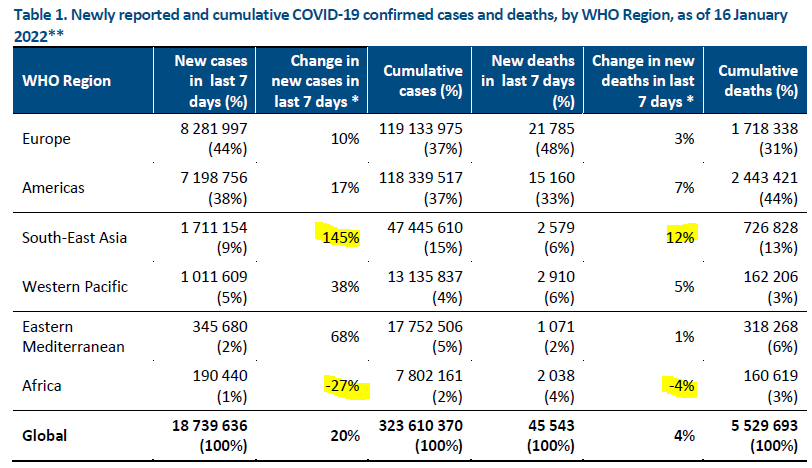 Table 1. Newly reported and cumulative COVID-19 confirmed cases and deaths, by WHO Region, as of 16 January
2022**
WHO Region New cases in last 7 days (%) Change in new cases in last 7 days * Cumulative cases (%) New deaths in last 7 days (%) Change in new deaths in last 7 days * Cumulative deaths (%)
Europe 8 281 997 (44%) 10% 119 133 975 (37%) 21 785 (48%) 3% 1 718 338 (31%)
Americas 7 198 756 (38%) 17% 118 339 517 (37%) 15 160 (33%) 7% 2 443 421 (44%)
South-East Asia 1 711 154 (9%) 145% 47 445 610 (15%) 2 579 (6%) 12% 726 828 (13%)
Western Pacific 1 011 609 (5%) 38% 13 135 837 (4%) 2 910 (6%) 5% 162 206 (3%)
Eastern Mediterranean 345 680 (2%) 68% 17 752 506 (5%) 1 071 (2%) 1% 318 268 (6%)
Africa 190 440 (1%) -27% 7 802 161 (2%) 2 038 (4%) -4% 160 619 (3%)
Global 18 739 636 (100%) 20% 323 610 370 (100%) 45 543 (100%) 4% 5 529 693 (100%)